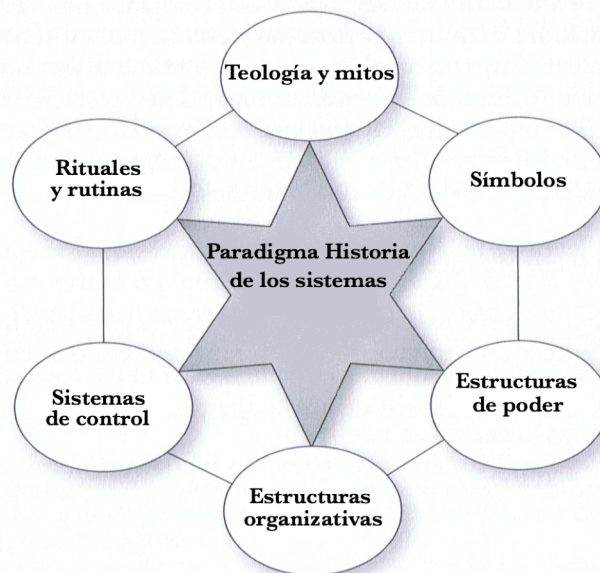 Teología y mitos
Rituales
y rutinas
Símbolos
Paradigma Historia
de los sistemas
Sistemas
de control
Estructuras
de poder
Estructuras
organizativas